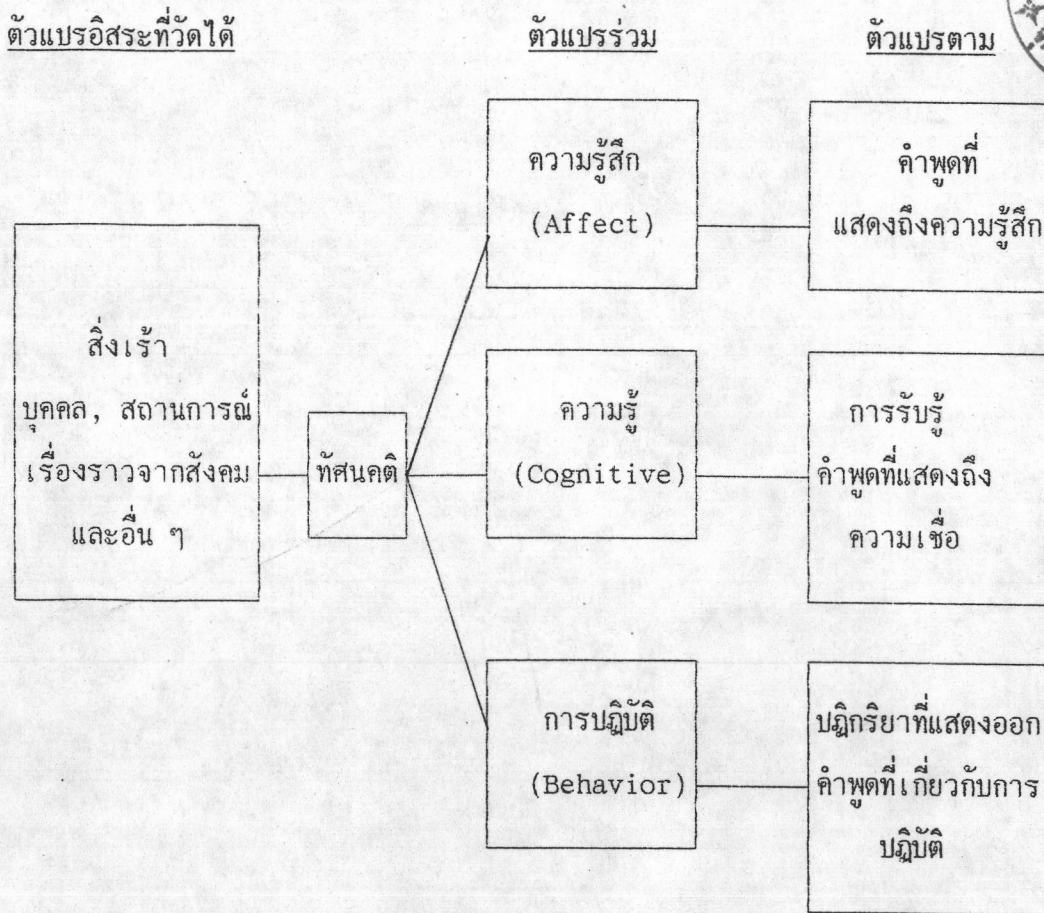 ตัวแปรอิสระที่วัดได้
ตัวแปรร่วม
ตัวแปรตาม
สิ่งเร้า
บุคคล, สถานการณ์
เรื่องราวจากสังคม
และอื่น ๆ
ทัศนคติ
ความรู้สึก
(Affect)
คำพูดที่
แสดงถึงความรู้สึก
ความรู้
(Cognitive)
การรับรู้
คำพูดที่แสดงถึง
ความเชื่อ
การปฏิบัติ
(Behavior)
ปฏิกริยาที่แสดงออก
คำพูดที่เกี่ยวกับการ
ปฏิบัติ